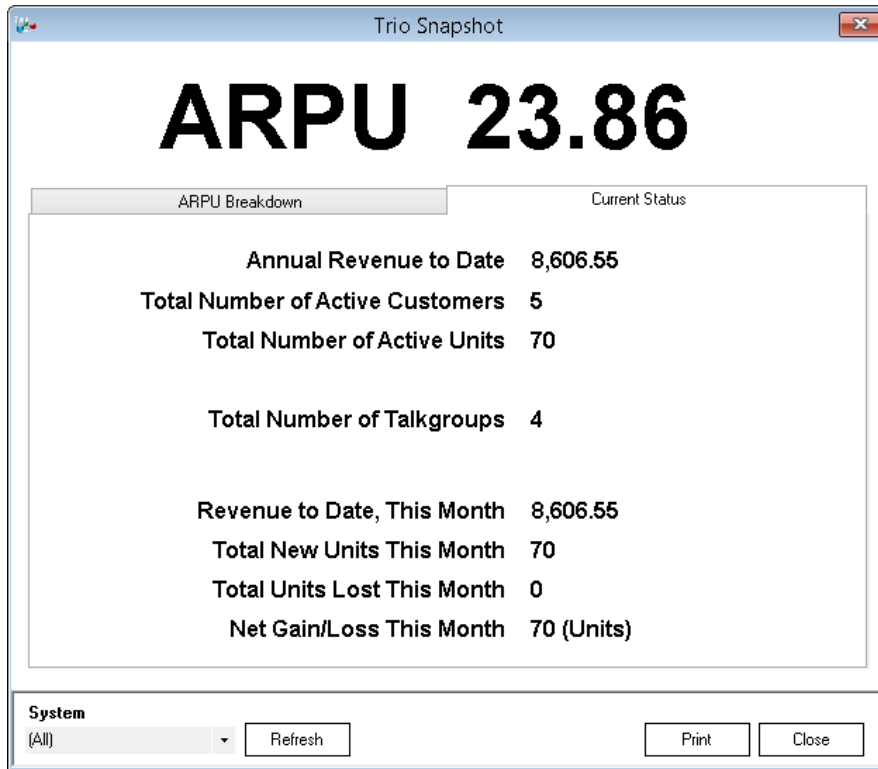 Trio Snapshot
ARPU 23.86
ARPU Breakdown Current Status
Annual Revenue to Date 8,606.55
Total Number of Active Customers 5
Total Number of Active Units 70
Total Number of Talkgroups 4
Revenue to Date, This Month 8,606.55
Total New Units This Month 70
Total Units Lost This Month 0
Net Gain/Loss This Month 70 (Units)
System
(All) Refresh Print Close